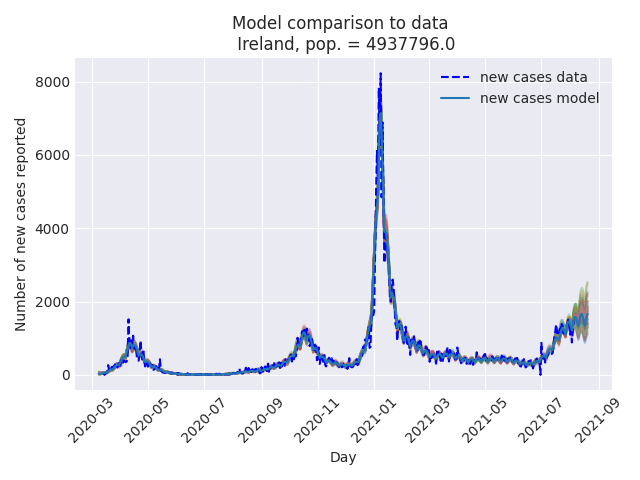 Model comparison to data
Ireland, pop. = 4937796.0
new cases data
new cases model
Number of new cases reported
8000
6000
4000
2000
0
2020-03
2020-05
2020-07
2020-09
2020-11
2021-01
2021-03
2021-05
2021-07
2021-09
Day